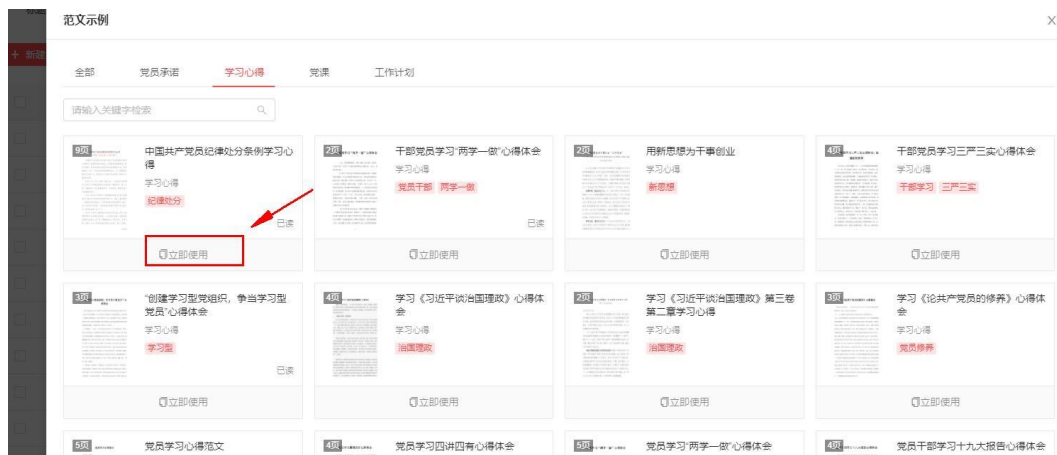 范文示例
+ 新建
全部 党员承诺 学习心得 党课 工作计划
请输入关键字检索
9页
中国共产党员纪律处分条例学习心
得
学习心得
纪律处分
已读
立即使用
2页
干部党员学习“两学一做”心得体会
学习心得
党员干部 两学一做
已读
立即使用
2页
用新思想为干事创业
学习心得
新思想
立即使用
4页
干部党员学习三严三实心得体会
学习心得
干部学习 三严三实
立即使用
3页
“创建学习型党组织，争当学习型
党员”心得体会
学习心得
学习型
已读
立即使用
4页
学习《习近平谈治国理政》心得体
会
学习心得
治国理政
立即使用
2页
学习《习近平谈治国理政》第三卷
第二章学习心得
学习心得
治国理政
立即使用
3页
学习《论共产党员的修养》心得体
会
学习心得
党员修养
立即使用
5页
党员学习心得范文
4页
党员学习四讲四有心得体会
5页
党员学习“两学一做”心得体会
4页
党员干部学习十九大报告心得体会